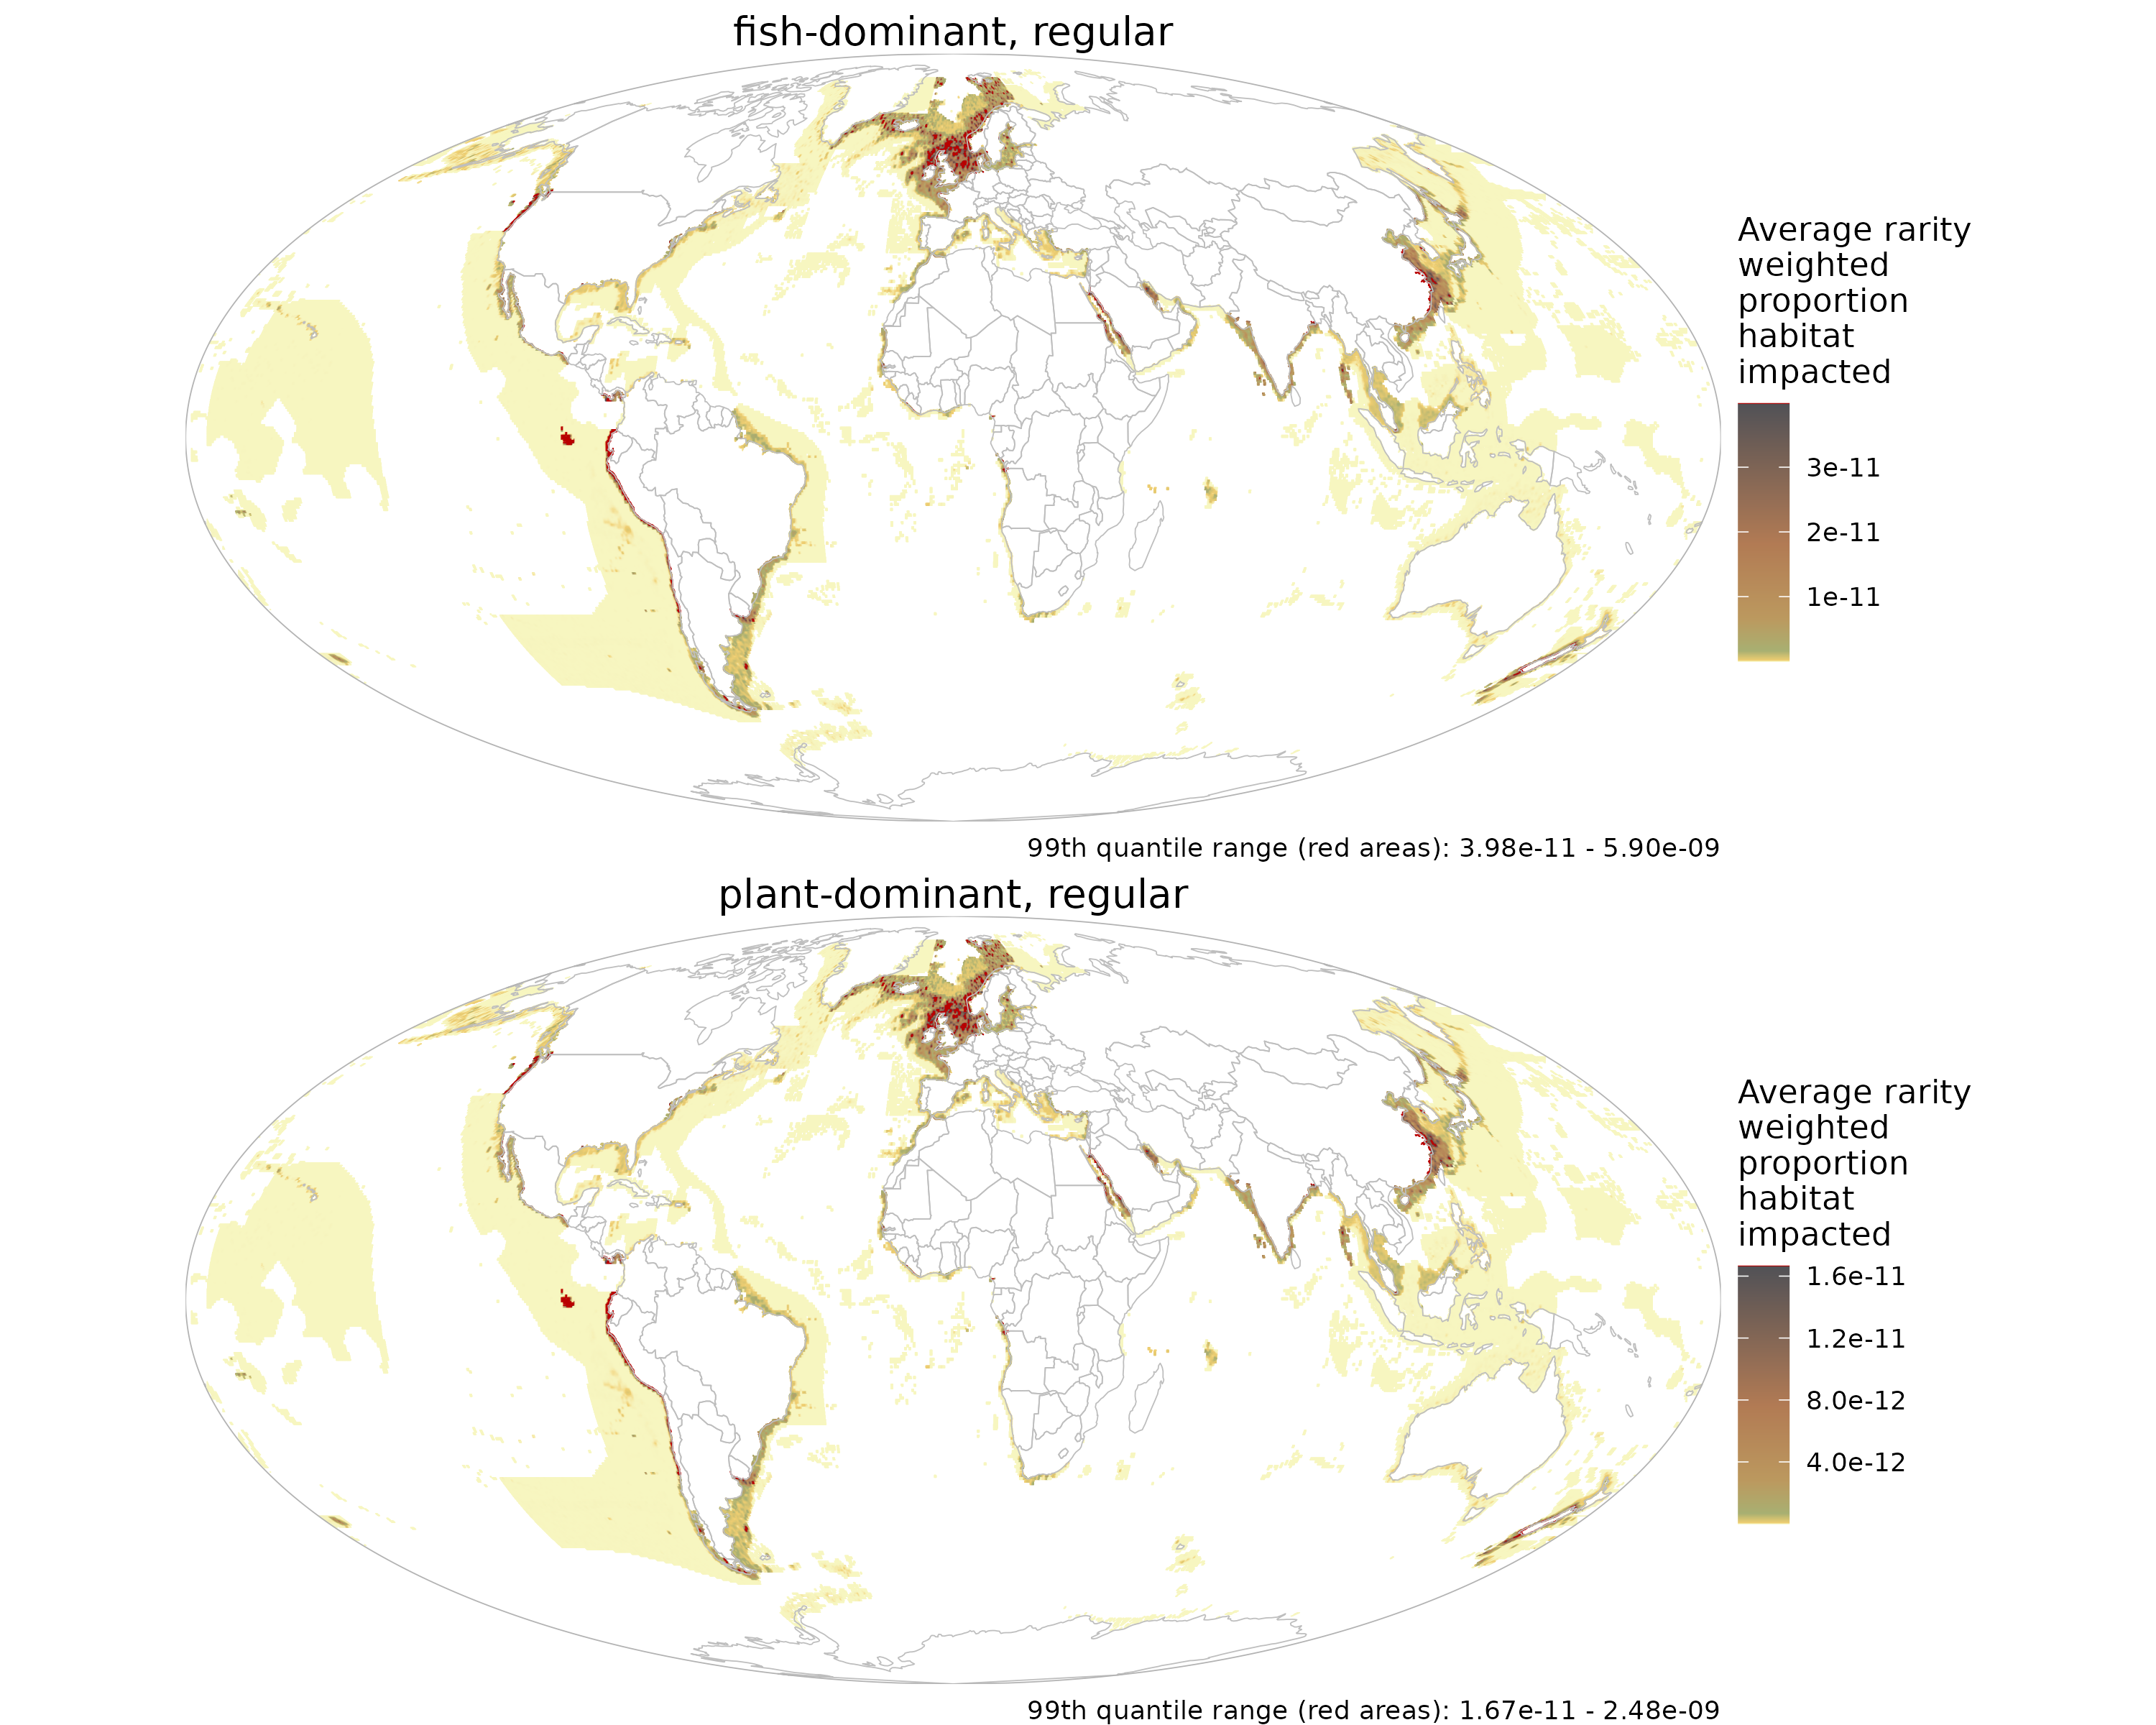 fish-dominant, regular
Average rarity
weighted
proportion
habitat
impacted
3e-11
2e-11
1e-11
99th quantile range (red areas): 3.98e-11 - 5.90e-09
plant-dominant, regular
Average rarity
weighted
proportion
habitat
impacted
1.6e-11
1.2e-11
8.0e-12
4.0e-12
99th quantile range (red areas): 1.67e-11 - 2.48e-09